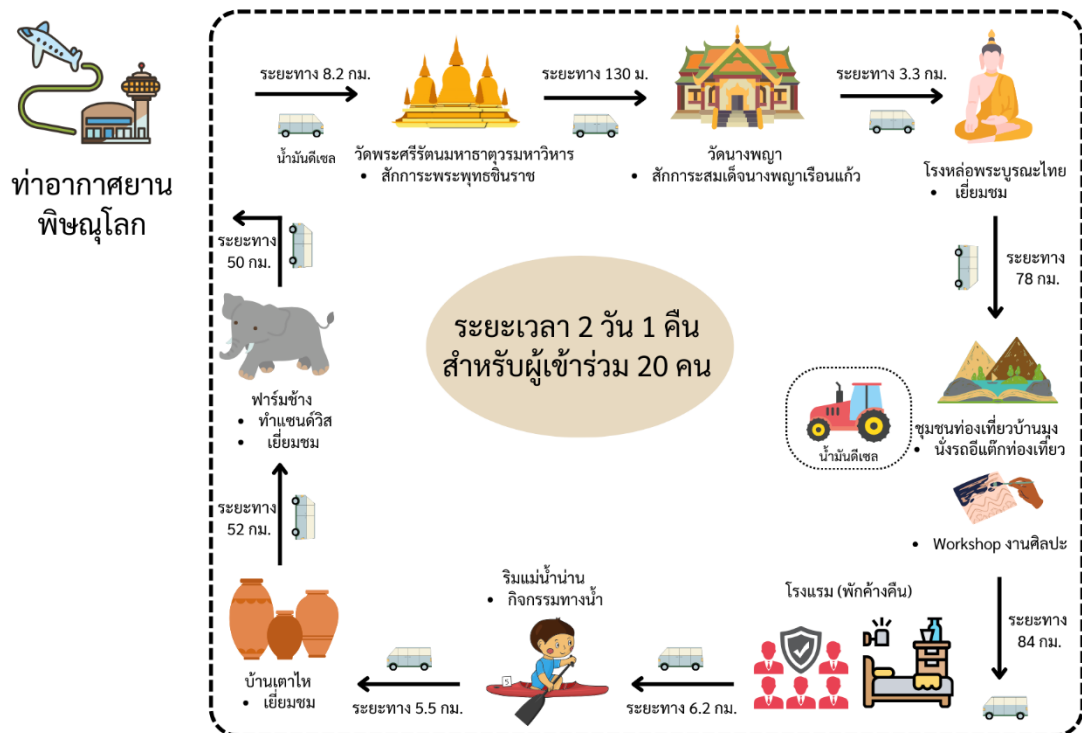 ท่าอากาศยาน
พิษณุโลก
ระยะทาง 8.2 กม.
น้ำมันดีเซล
วัดพระศรีรัตนมหาธาตุวรมหาวิหาร
• สักการะพระพุทธชินราช
ระยะทาง 130 ม.
วัดนางพญา
• สักการะสมเด็จนางพญาเรือนแก้ว
ระยะทาง 3.3 กม.
โรงหล่อพระบูรณะไทย
• เยี่ยมชม
ระยะทาง
78 กม.
ชุมชนท่องเที่ยวบ้านมุง
• นั่งรถอีแต๊กท่องเที่ยว
น้ำมันดีเซล
• Workshop งานศิลปะ
ระยะทาง
84 กม.
โรงแรม (พักค้างคืน)
ระยะทาง 6.2 กม.
ริมแม่น้ำน่าน
• กิจกรรมทางน้ำ
5
ระยะทาง 5.5 กม.
บ้านเตาไห
• เยี่ยมชม
ระยะทาง
52 กม.
ฟาร์มช้าง
• ทำแซนด์วิส
• เยี่ยมชม
ระยะทาง
50 กม.
ระยะเวลา 2 วัน 1 คืน
สำหรับผู้เข้าร่วม 20 คน